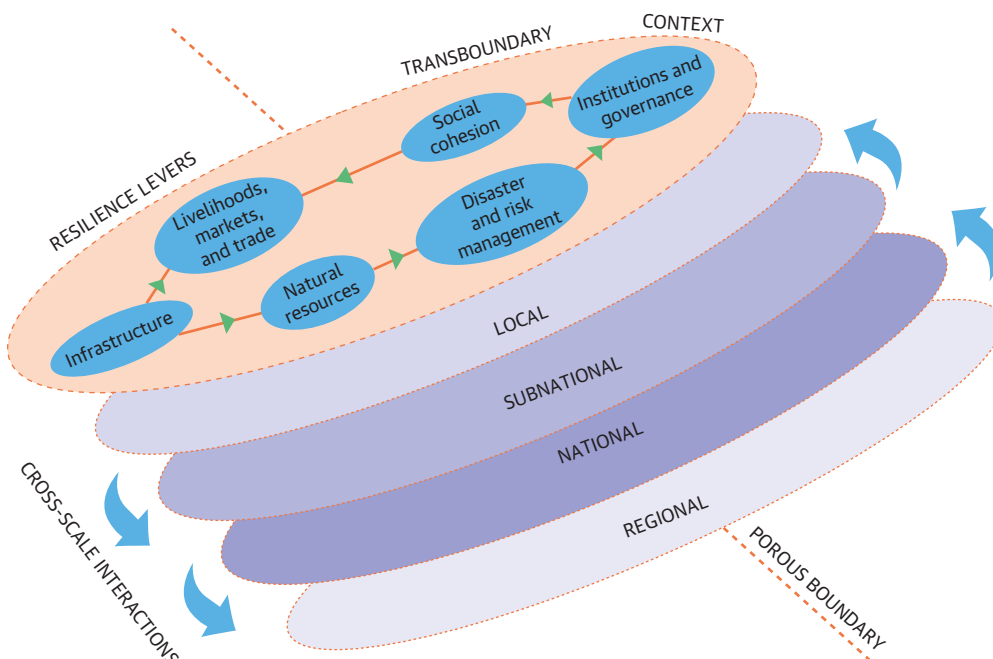 CONTEXT
TRANSBOUNDARY
RESILIENCE LEVERS
Institutions and
governance
Social
cohesion
Livelihoods,
markets,
and trade
Disaster
and risk
management
Natural
resources
Infrastructure
LOCAL
SUBNATIONAL
NATIONAL
REGIONAL
CROSS-SCALE INTERACTIONS
POROUS BOUNDARY